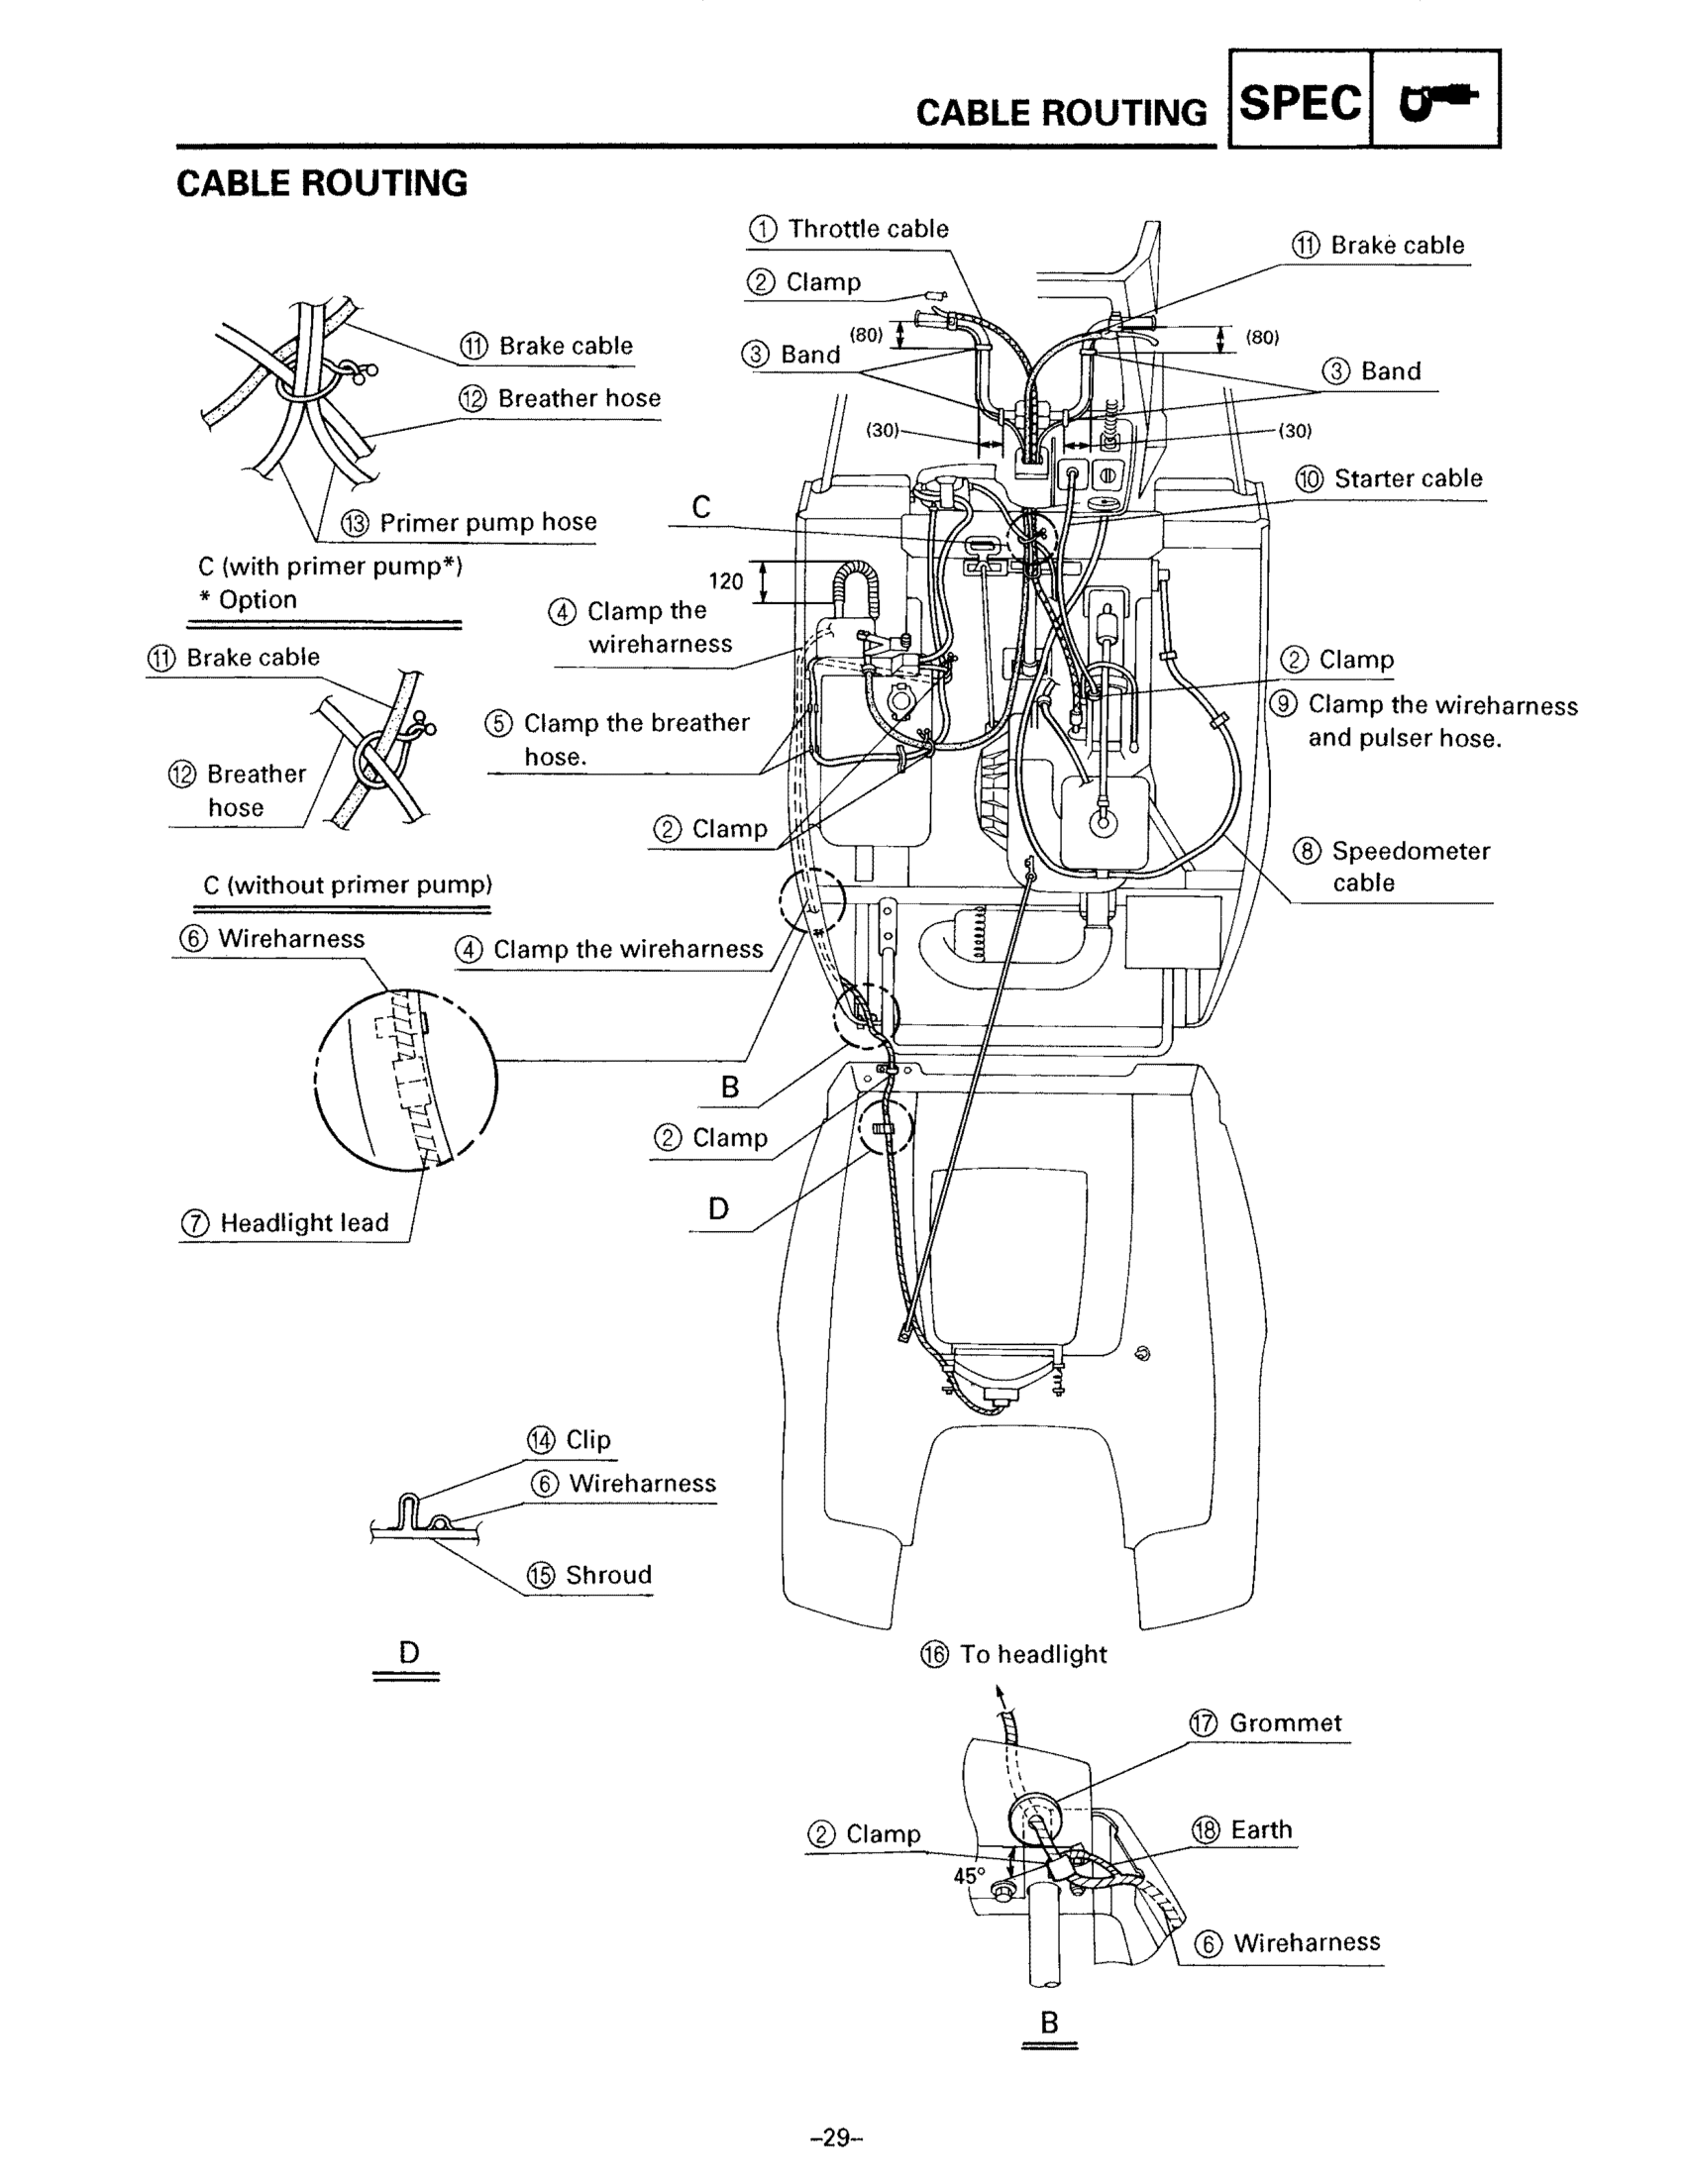 CABLE ROUTING SPEC
CABLE ROUTING
① Throttle cable
② Clamp
⑪ Brake cable
(80)
(80)
③ Band
③ Band
(30)
(30)
⑩ Starter cable
C
120
④ Clamp the
wireharness
⑤ Clamp the breather
hose.
② Clamp
② Clamp
⑨ Clamp the wireharness
and pulser hose.
⑧ Speedometer
cable
⑪ Brake cable
⑫ Breather hose
⑬ Primer pump hose
C (with primer pump*)
* Option
⑪ Brake cable
⑫ Breather
hose
C (without primer pump)
⑥ Wireharness
④ Clamp the wireharness
B
② Clamp
D
⑦ Headlight lead
⑭ Clip
⑥ Wireharness
⑮ Shroud
D
⑯ To headlight
⑰ Grommet
② Clamp
⑱ Earth
45°
⑥ Wireharness
B
–29–